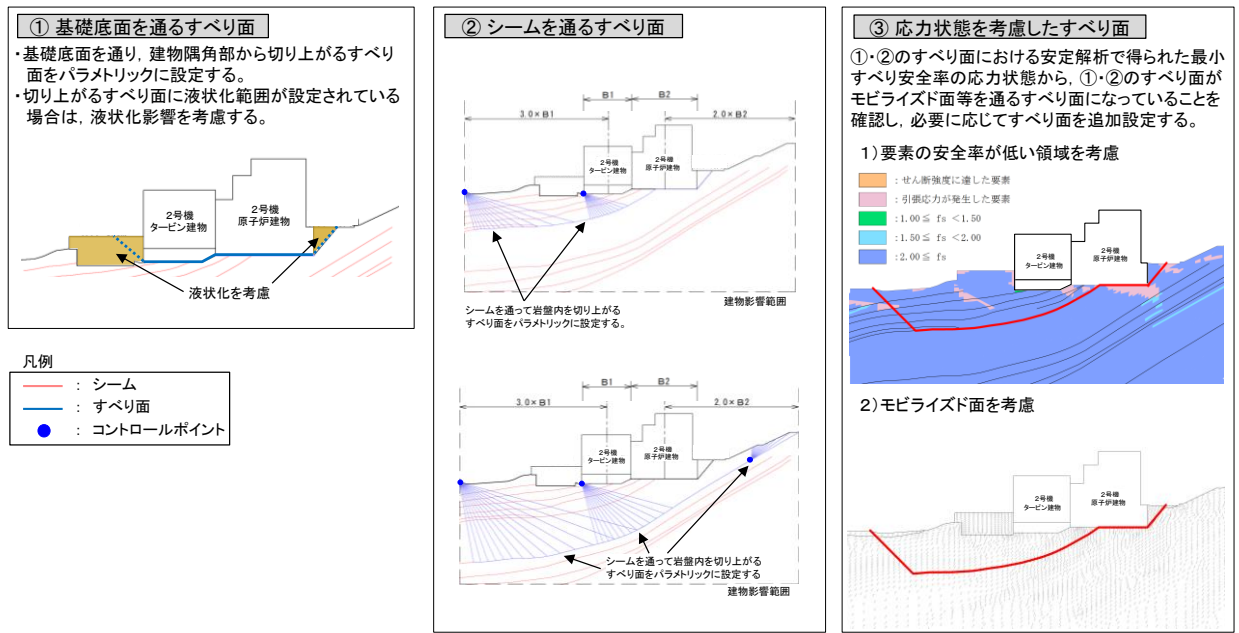 ① 基礎底面を通るすべり面
・基礎底面を通り，建物隅角部から切り上がるすべり
面をパラメトリックに設定する。
・切り上がるすべり面に液状化範囲が設定されている
場合は，液状化影響を考慮する。
2号機
タービン建物
2号機
原子炉建物
液状化を考慮
凡例
： シーム
： すべり面
： コントロールポイント
② シームを通るすべり面
B1
B2
3.0×B1
2.0×B2
2号機
タービン建物
2号機
原子炉建物
建物影響範囲
シームを通って岩盤内を切り上がる
すべり面をパラメトリックに設定する。
B1
B2
3.0×B1
2.0×B2
2号機
タービン建物
2号機
原子炉建物
シームを通って岩盤内を切り上がる
すべり面をパラメトリックに設定する
建物影響範囲
③ 応力状態を考慮したすべり面
①・②のすべり面における安定解析で得られた最小
すべり安全率の応力状態から，①・②のすべり面が
モビライズド面等を通るすべり面になっていることを
確認し，必要に応じてすべり面を追加設定する。
1）要素の安全率が低い領域を考慮
：せん断強度に達した要素
：引張応力が発生した要素
：1.00≦ fs ＜1.50
：1.50≦ fs ＜2.00
：2.00≦ fs
2号機
タービン建物
2号機
原子炉建物
2）モビライズド面を考慮
2号機
タービン建物
2号機
原子炉建物